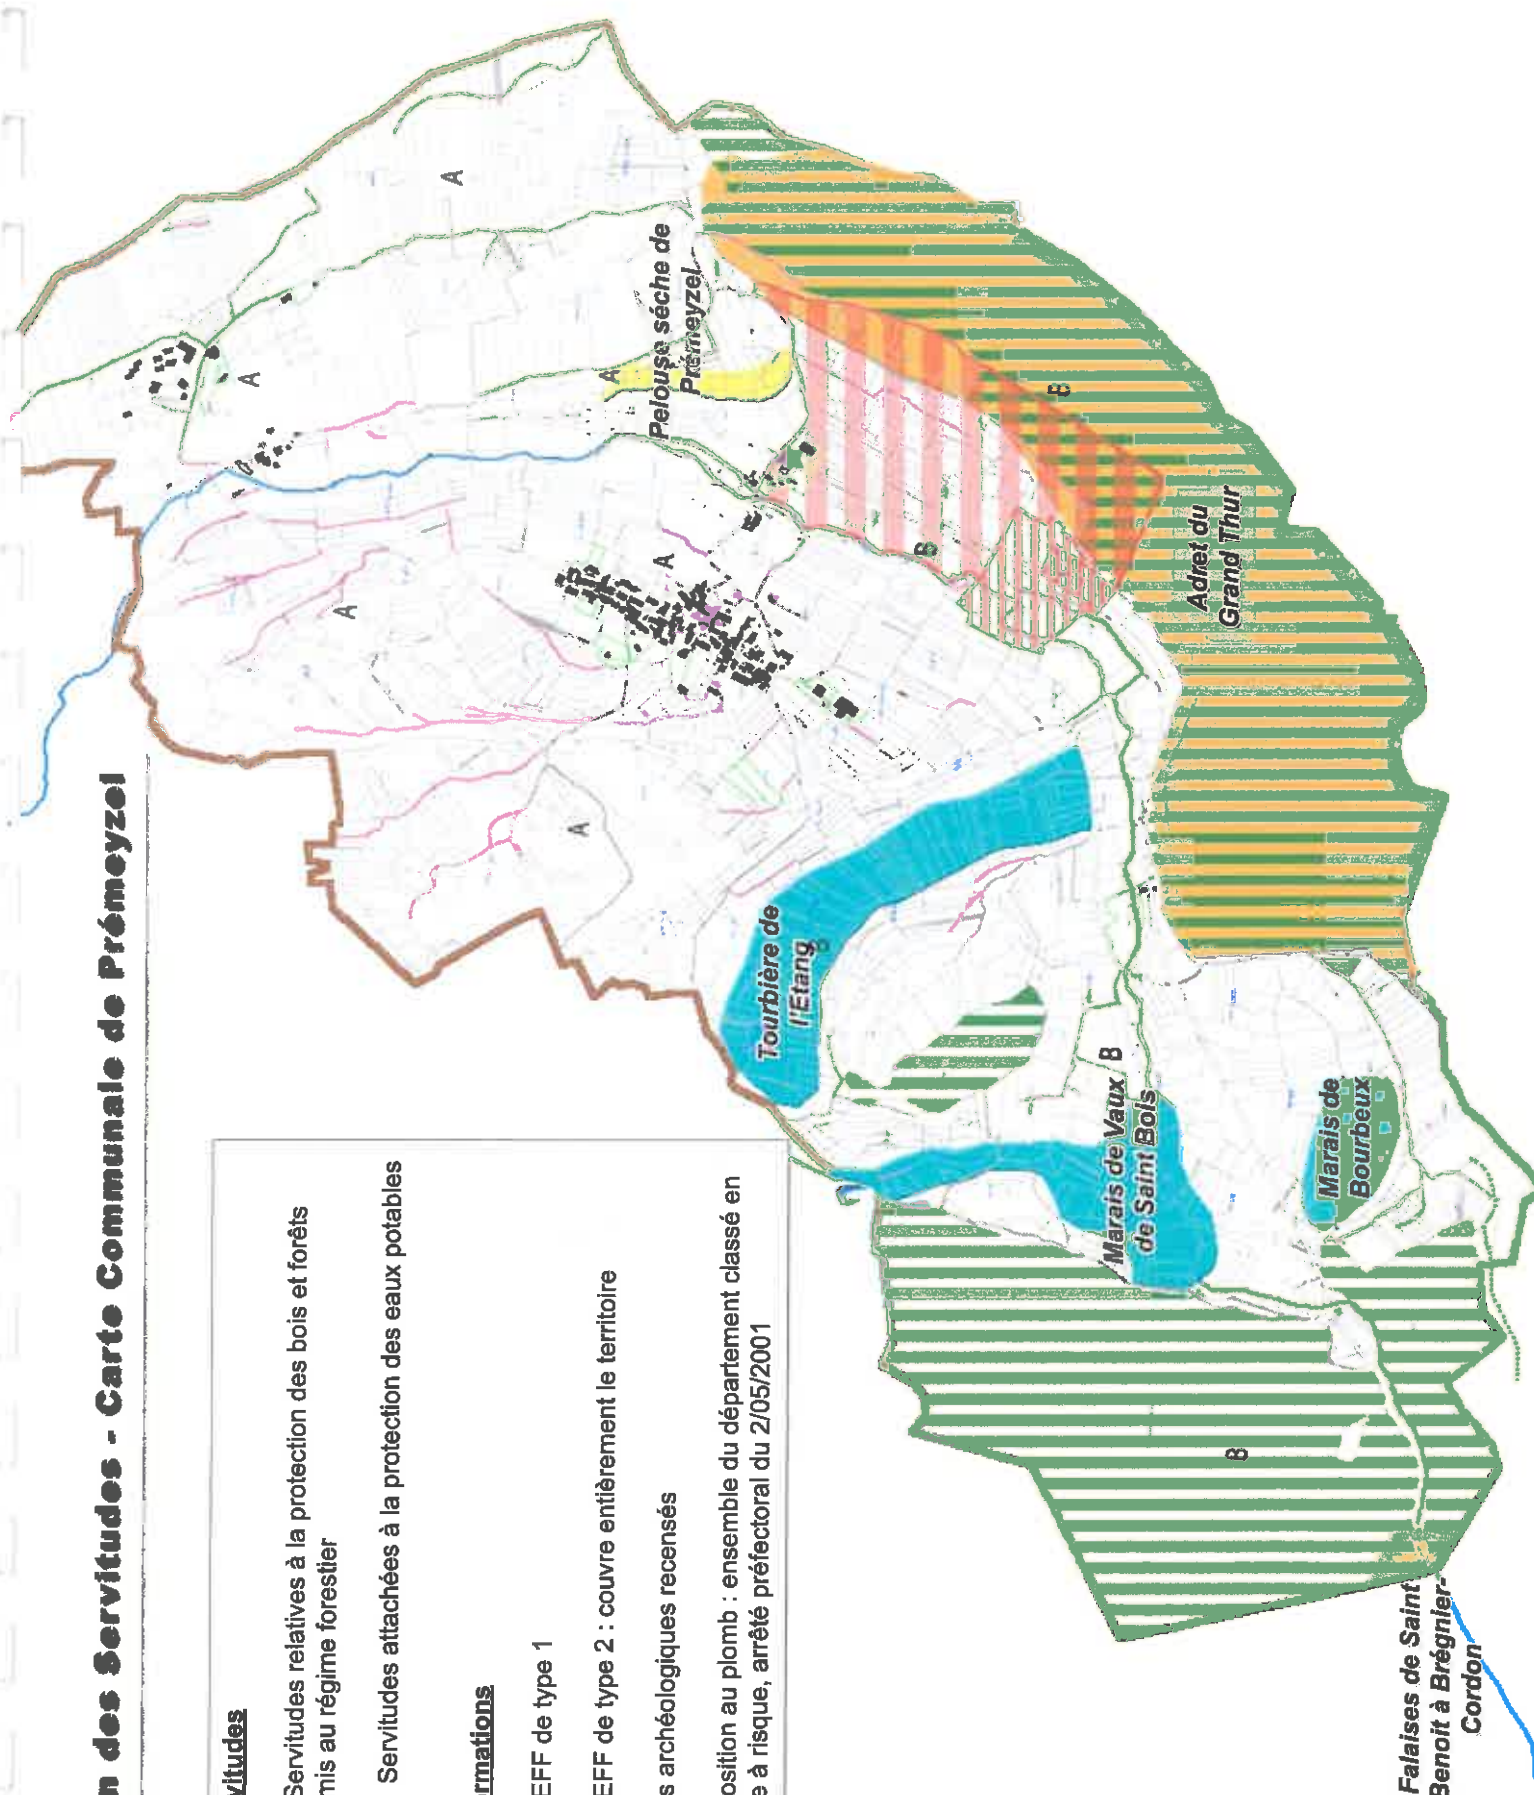 n des Servitudes - Carte Communale de Prémeyzel
vitudes
Servitudes relatives à la protection des bois et forêts
mis au régime forestier
Servitudes attachées à la protection des eaux potables
rmations
EFF de type 1
EFF de type 2 : couvre entièrement le territoire
s archéologiques recensés
osition au plomb : ensemble du département classé en
e à risque, arrêté préfectoral du 2/05/2001
A
A
A
Pelouse séche de
Prémeyzel
A
A
A
B
B
Adret du
Grand Thur
Tourbière de
l'Etang
Marais de Vaux
de Saint Bois
B
Marais de
Bourbeux
B
Falaises de Saint
Benoit à Brégnier-
Cordon
A